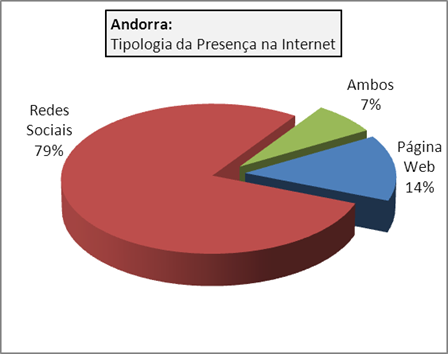 Andorra:
Tipologia da Presença na Internet
Ambos
7%
Redes
Sociais
79%
Página
Web
14%